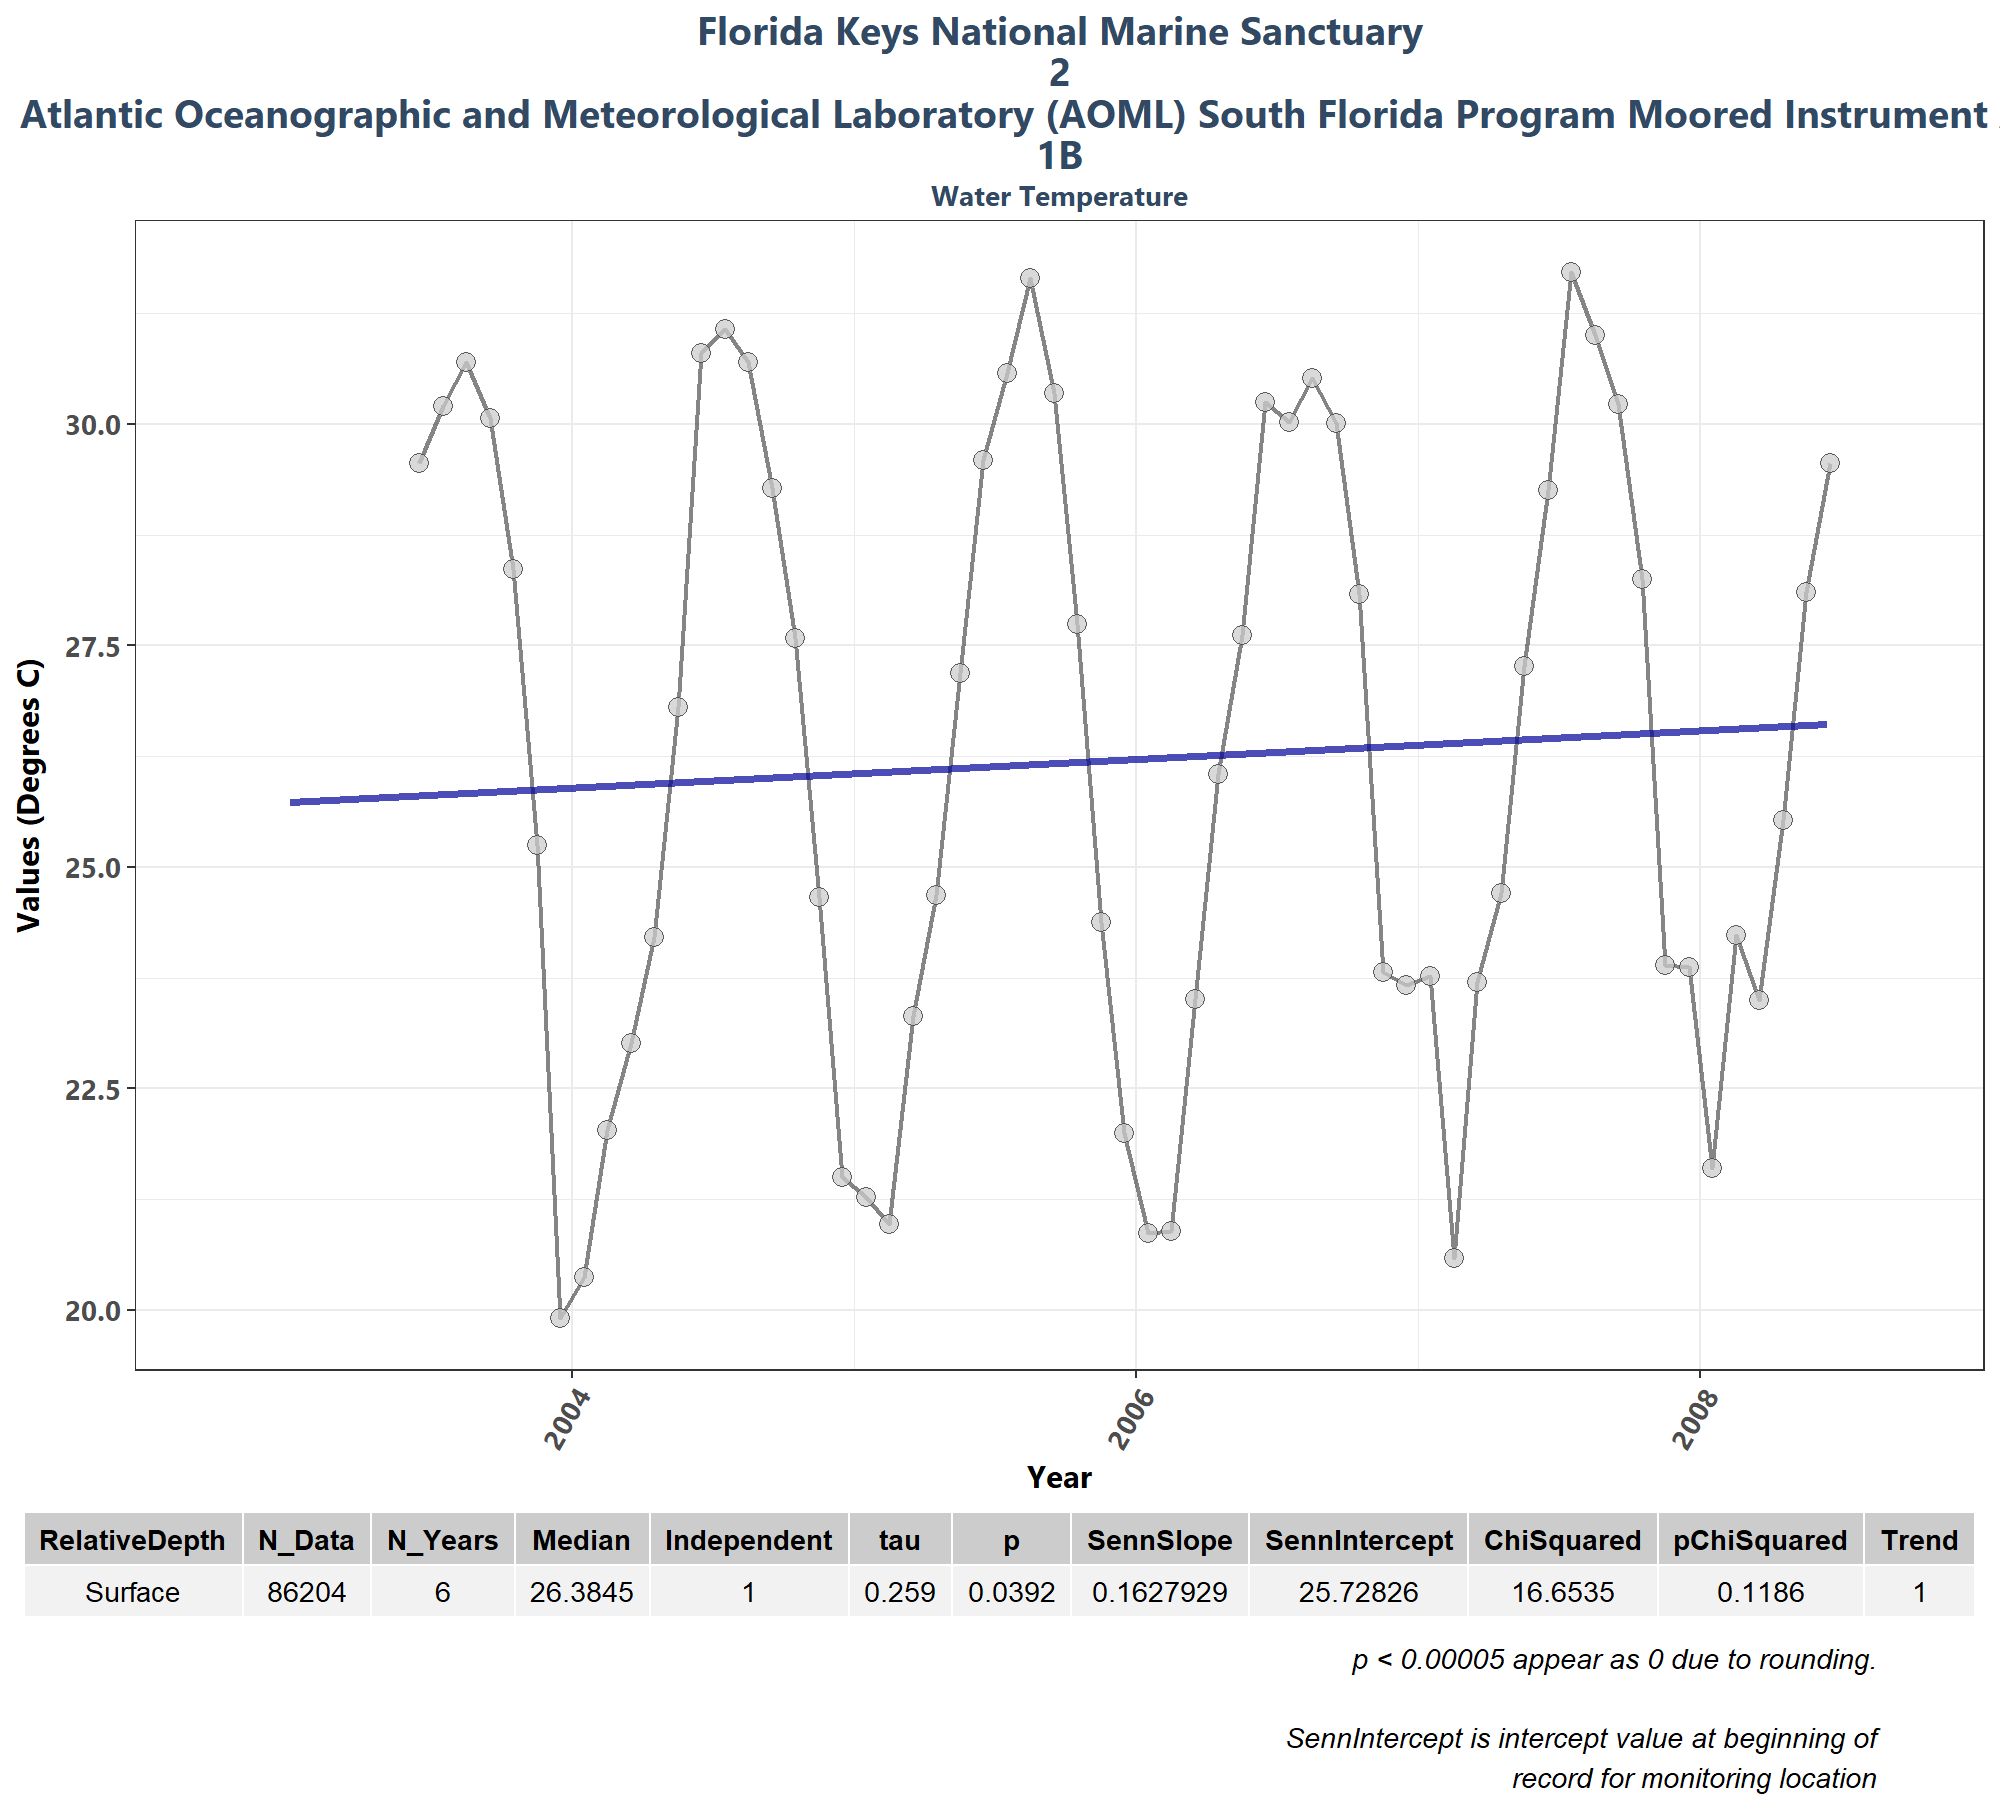 Florida Keys National Marine Sanctuary
2
Atlantic Oceanographic and Meteorological Laboratory (AOML) South Florida Program Moored Instrument
1B
Water Temperature
Values (Degrees C)
30.0
27.5
25.0
22.5
20.0
2004 2006 2008
Year
RelativeDepth N_Data N_Years Median Independent tau p SennSlope SennIntercept ChiSquared pChiSquared Trend
Surface 86204 6 26.3845 1 0.259 0.0392 0.1627929 25.72826 16.6535 0.1186 1
p < 0.00005 appear as 0 due to rounding.
SennIntercept is intercept value at beginning of
record for monitoring location